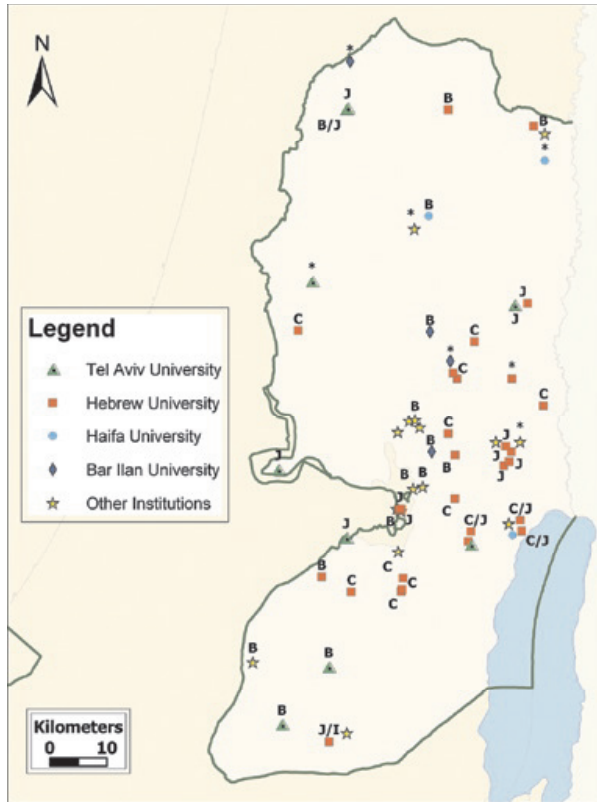 N
*
J
B/J
B
B
*
B
*
*
J
J
C
B
C
*
C
*
C
B
C
*
B
J
J
J
J
B
B
C
J
B
J
J
C/J
C/J
C/J
B
C
C
C
C
B
B
B
J/I
Legend
Tel Aviv University
Hebrew University
Haifa University
Bar Ilan University
Other Institutions
Kilometers
0 10